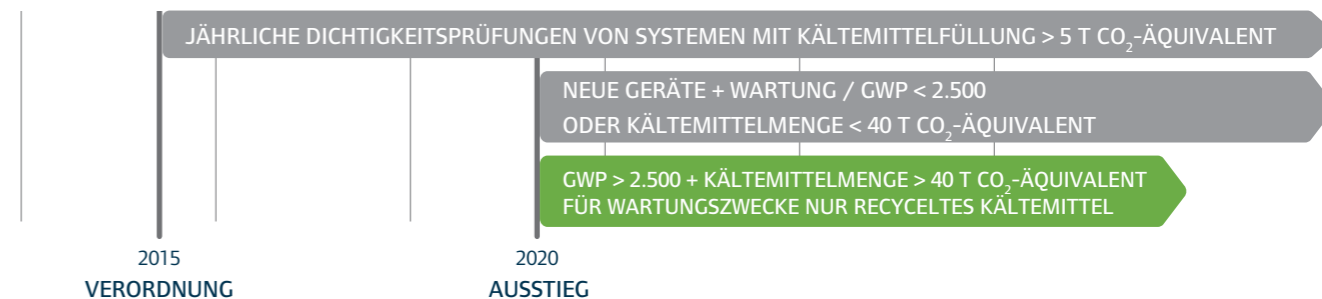 JÄHRLICHE DICHTIGKEITSPRÜFUNGEN VON SYSTEMEN MIT KÄLTEMITTELFÜLLUNG > 5 T CO₂-ÄQUIVALENT
NEUE GERÄTE + WARTUNG / GWP < 2.500
ODER KÄLTEMITTELMENGE < 40 T CO₂-ÄQUIVALENT
GWP > 2.500 + KÄLTEMITTELMENGE > 40 T CO₂-ÄQUIVALENT
FÜR WARTUNGSZWECKE NUR RECYCELTES KÄLTEMITTEL
2015
VERORDNUNG
2020
AUSSTIEG